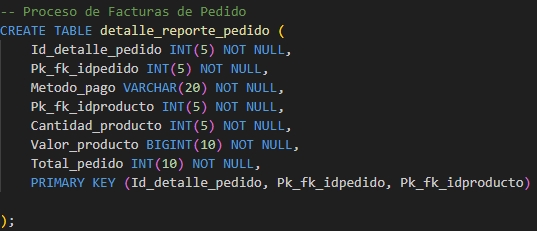 -- Proceso de Facturas de Pedido
CREATE TABLE detalle_reporte_pedido (
    Id_detalle_pedido INT(5) NOT NULL,
    Pk_fk_idpedido INT(5) NOT NULL,
    Metodo_pago VARCHAR(20) NOT NULL,
    Pk_fk_idproducto INT(5) NOT NULL,
    Cantidad_producto INT(5) NOT NULL,
    Valor_producto BIGINT(10) NOT NULL,
    Total_pedido INT(10) NOT NULL,
    PRIMARY KEY (Id_detalle_pedido, Pk_fk_idpedido, Pk_fk_idproducto)
);